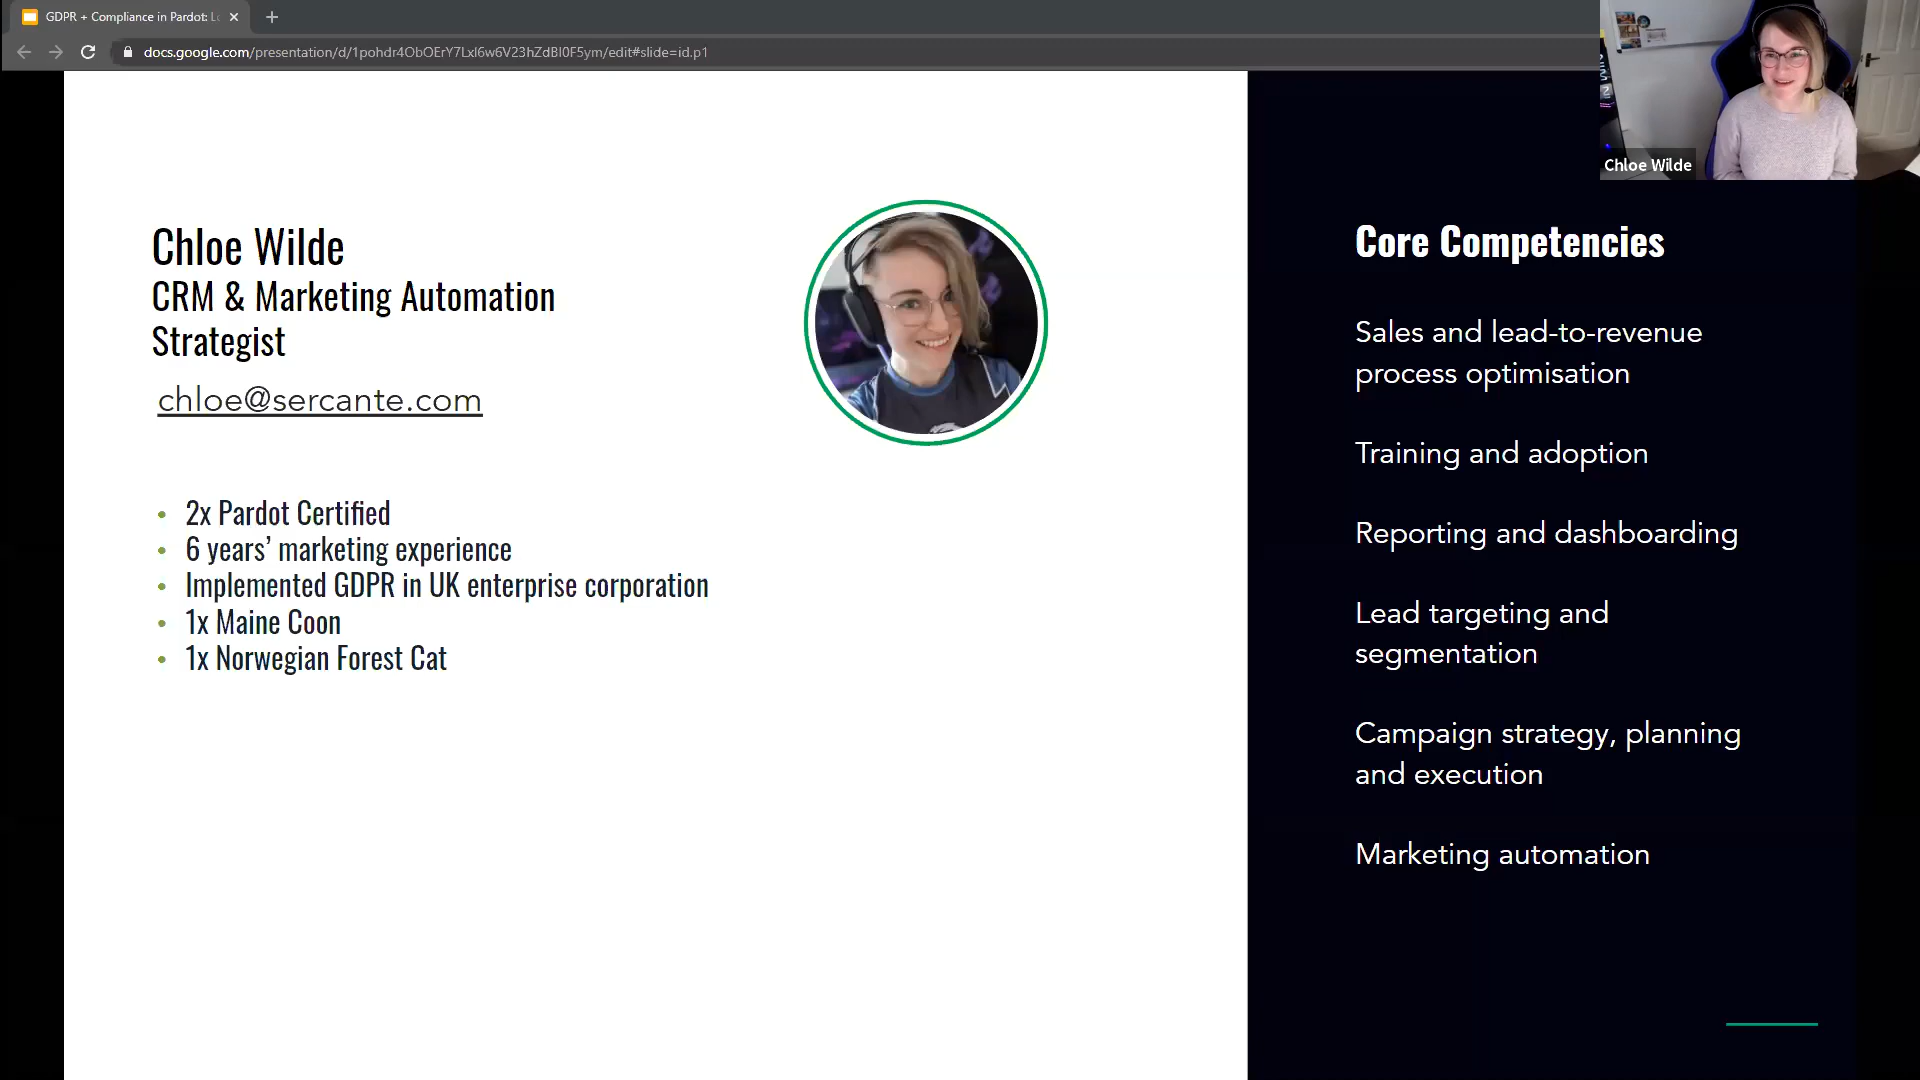 GDPR + Compliance in Pardot: Lo
docs.google.com/presentation/d/1pohdr4ObOErY7LxI6w6V23hZdBI0F5ym/edit#slide=id.p1
Chloe Wilde
Chloe Wilde
CRM & Marketing Automation
Strategist
chloe@sercante.com
• 2x Pardot Certified
• 6 years’ marketing experience
• Implemented GDPR in UK enterprise corporation
• 1x Maine Coon
• 1x Norwegian Forest Cat
Core Competencies
Sales and lead-to-revenue
process optimisation
Training and adoption
Reporting and dashboarding
Lead targeting and
segmentation
Campaign strategy, planning
and execution
Marketing automation